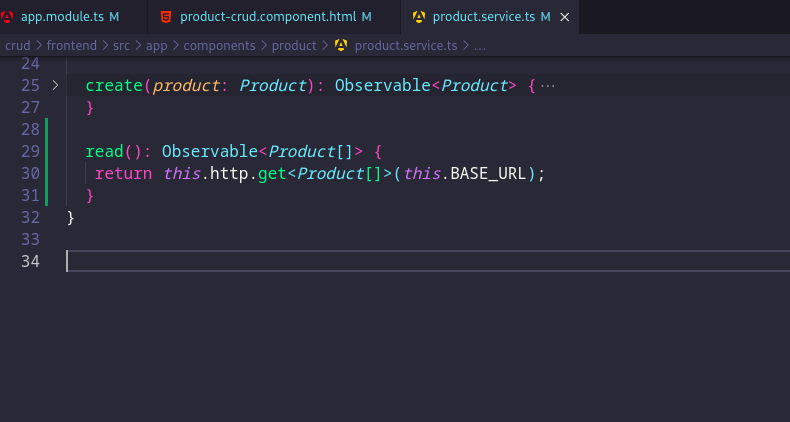 app.module.ts M product-crud.component.html M product.service.ts M
crud > frontend > src > app > components > product > product.service.ts > ...
24
25 > create(product: Product): Observable<Product> { ...
27 }
28
29 read(): Observable<Product[]> {
30 return this.http.get<Product[]>(this.BASE_URL);
31 }
32 }
33
34